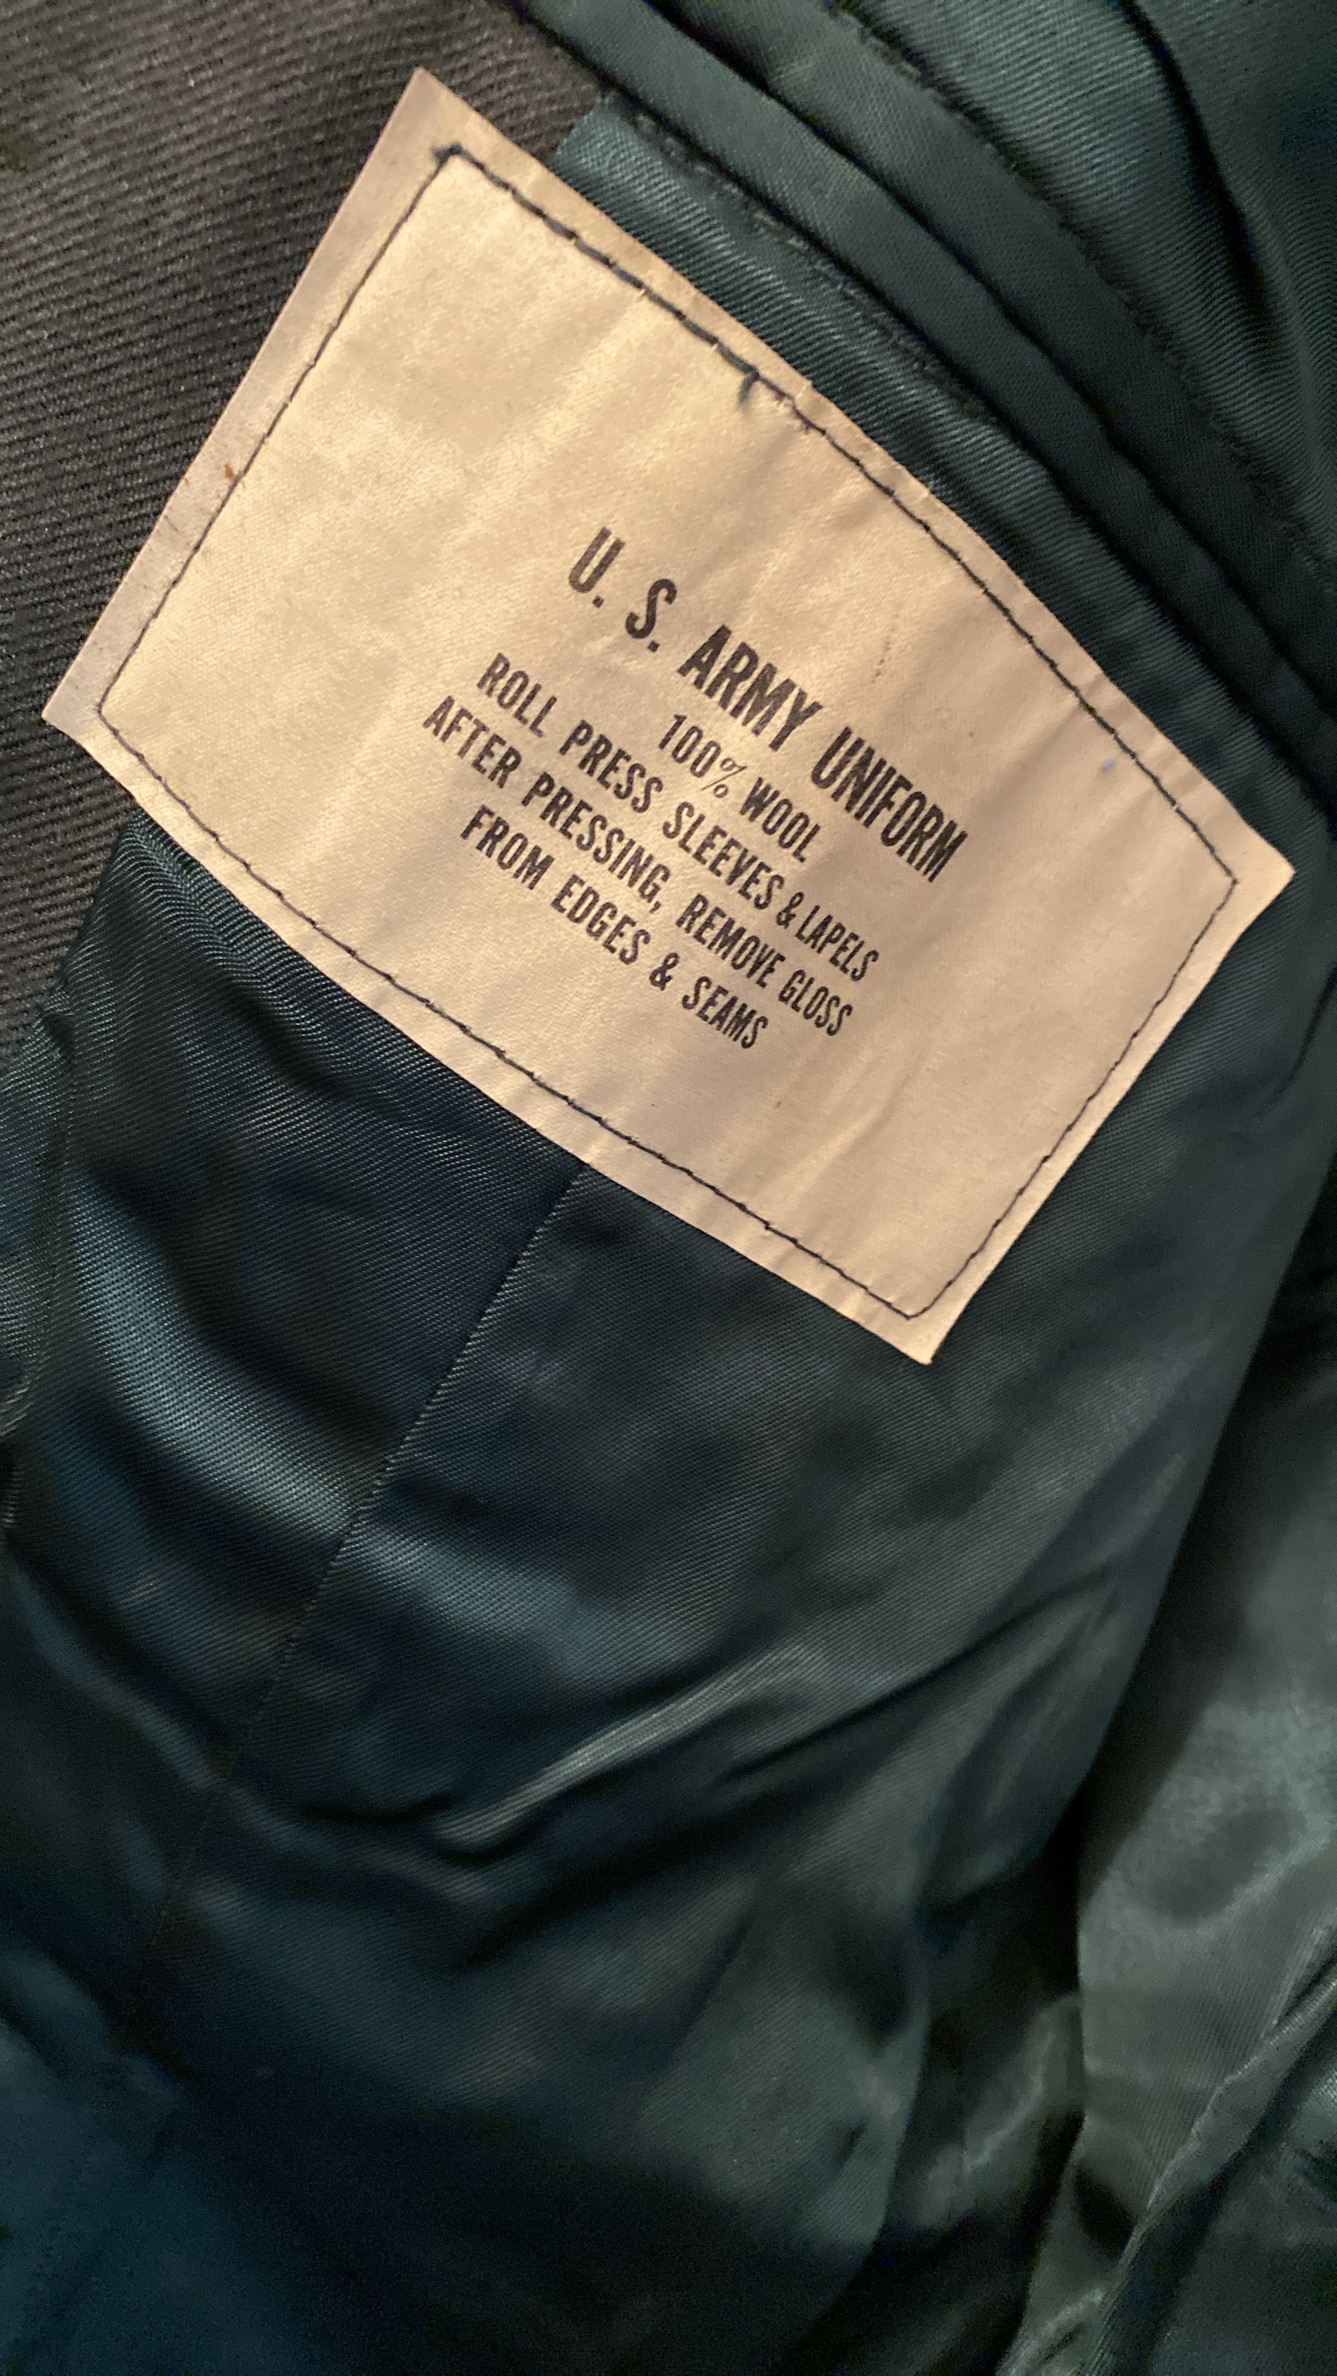 U. S. ARMY UNIFORM
100% WOOL
ROLL PRESS SLEEVES & LAPELS
AFTER PRESSING, REMOVE GLOSS
FROM EDGES & SEAMS